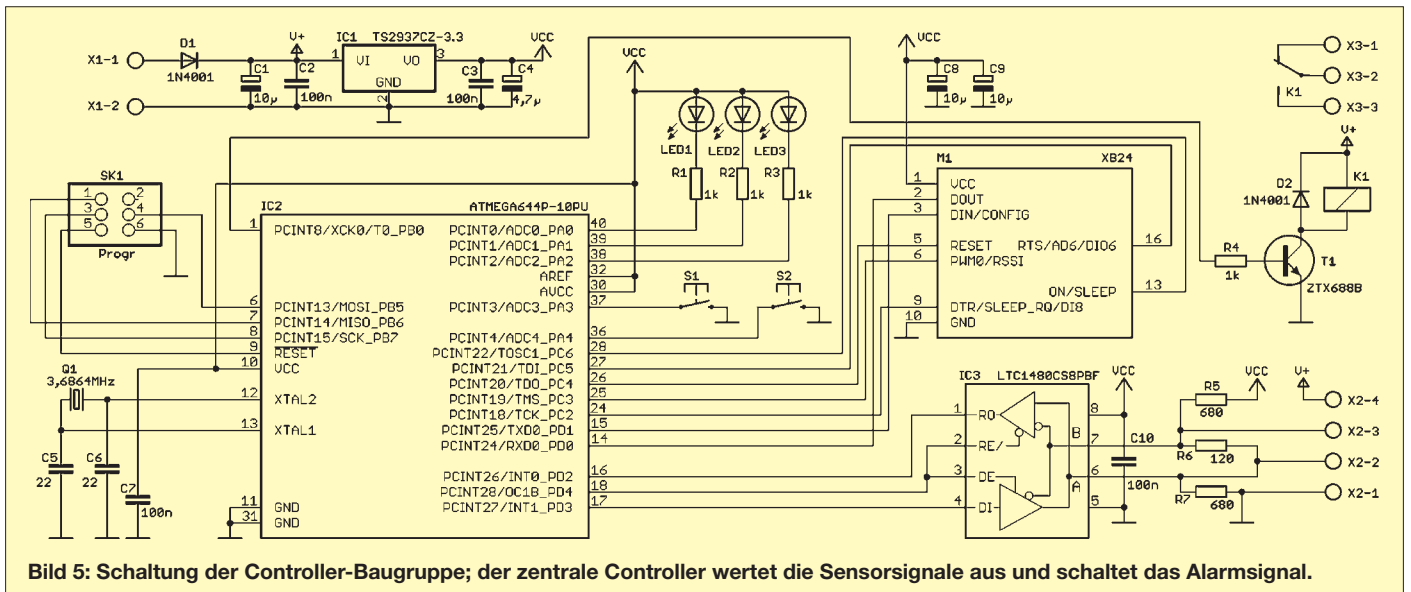 X1-1
D1
1N4001
V+
IC1
TS2937CZ-3.3
1
VI
VO
3
GND
2
VCC
C1
10µ
C2
100n
C3
100n
C4
4,7µ
X1-2
VCC
LED1
LED2
LED3
R1
1k
R2
1k
R3
1k
VCC
C8
10µ
C9
10µ
X3-1
X3-2
K1
X3-3
SK1
1
2
3
4
5
6
Progr
IC2
ATMEGA644P-10PU
1
PCINT8/XCK0/T0_PB0
6
PCINT13/MOSI_PB5
7
PCINT14/MISO_PB6
8
PCINT15/SCK_PB7
9
RESET
10
VCC
12
XTAL2
13
XTAL1
11
GND
31
GND
PCINT0/ADC0_PA0
40
PCINT1/ADC1_PA1
39
PCINT2/ADC2_PA2
38
AREF
32
AVCC
30
PCINT3/ADC3_PA3
37
PCINT4/ADC1_PA4
36
PCINT22/TOSC1_PC6
28
PCINT21/TDI_PC5
27
PCINT20/TDO_PC4
26
PCINT19/TMS_PC3
25
PCINT18/TCK_PC2
24
PCINT25/TXD0_PD1
15
PCINT24/RXD0_PD0
14
PCINT26/INT0_PD2
16
PCINT28/OC1B_PD4
18
PCINT27/INT1_PD3
17
Q1
3,6864MHz
C5
22
C6
22
C7
100n
S1
S2
M1
XB24
1
VCC
2
DOUT
3
DIN/CONFIG
5
RESET
6
PWM0/RSSI
9
DTR/SLEEP_RQ/DI8
10
GND
RTS/AD6/DIO6
16
ON/SLEEP
13
V+
D2
1N4001
K1
R4
1k
T1
ZTX688B
IC3
LTC1480CS8PBF
1
RO
2
RE/
3
DE
4
DI
8
B
7
6
A
5
VCC
C10
100n
R5
680
R6
120
R7
680
VCC
V+
X2-4
X2-3
X2-2
X2-1
Bild 5: Schaltung der Controller-Baugruppe; der zentrale Controller wertet die Sensorsignale aus und schaltet das Alarmsignal.